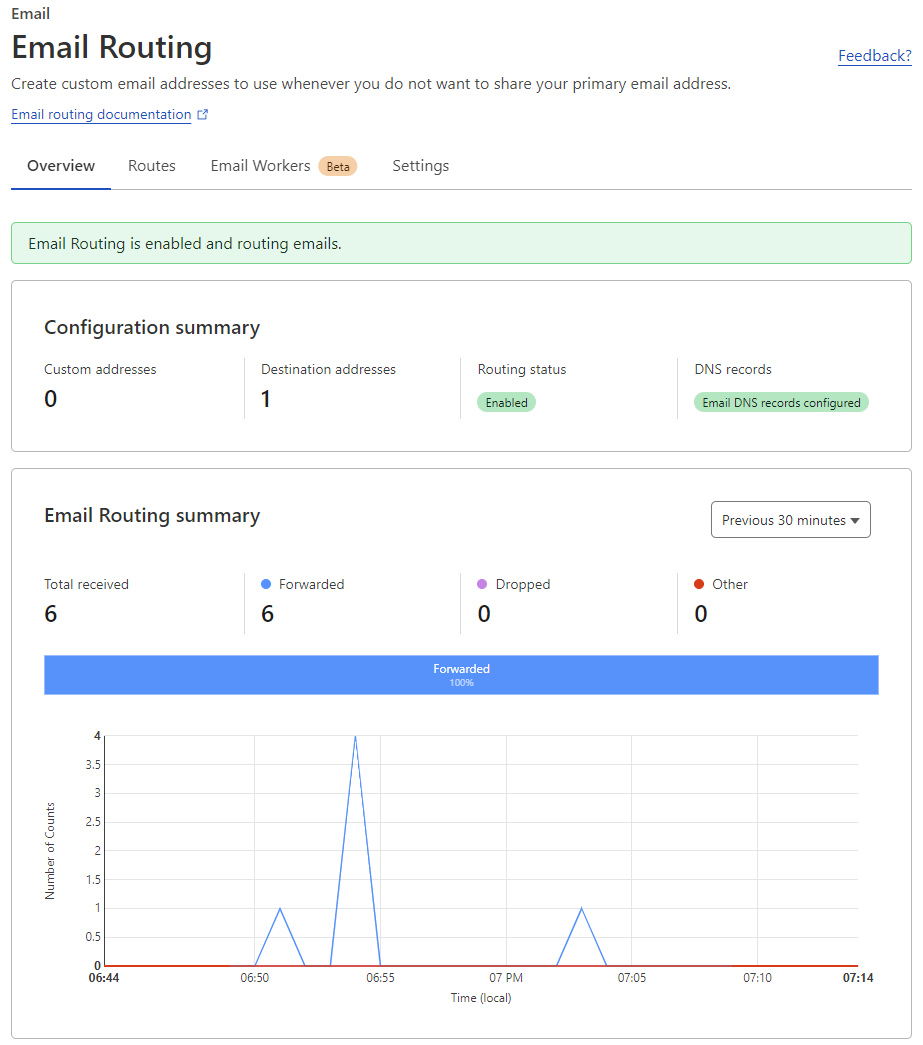 Email
Email Routing
Feedback?
Create custom email addresses to use whenever you do not want to share your primary email address.
Email routing documentation
Overview Routes Email Workers Beta Settings
Email Routing is enabled and routing emails.
Configuration summary
Custom addresses Destination addresses Routing status DNS records
0 1 Enabled Email DNS records configured
Email Routing summary
Previous 30 minutes
Total received Forwarded Dropped Other
6 6 0 0
Forwarded
100%
4
3.5
3
2.5
2
1.5
1
0.5
0
Number of Counts
06:44 06:50 06:55 07 PM 07:05 07:10 07:14
Time (local)